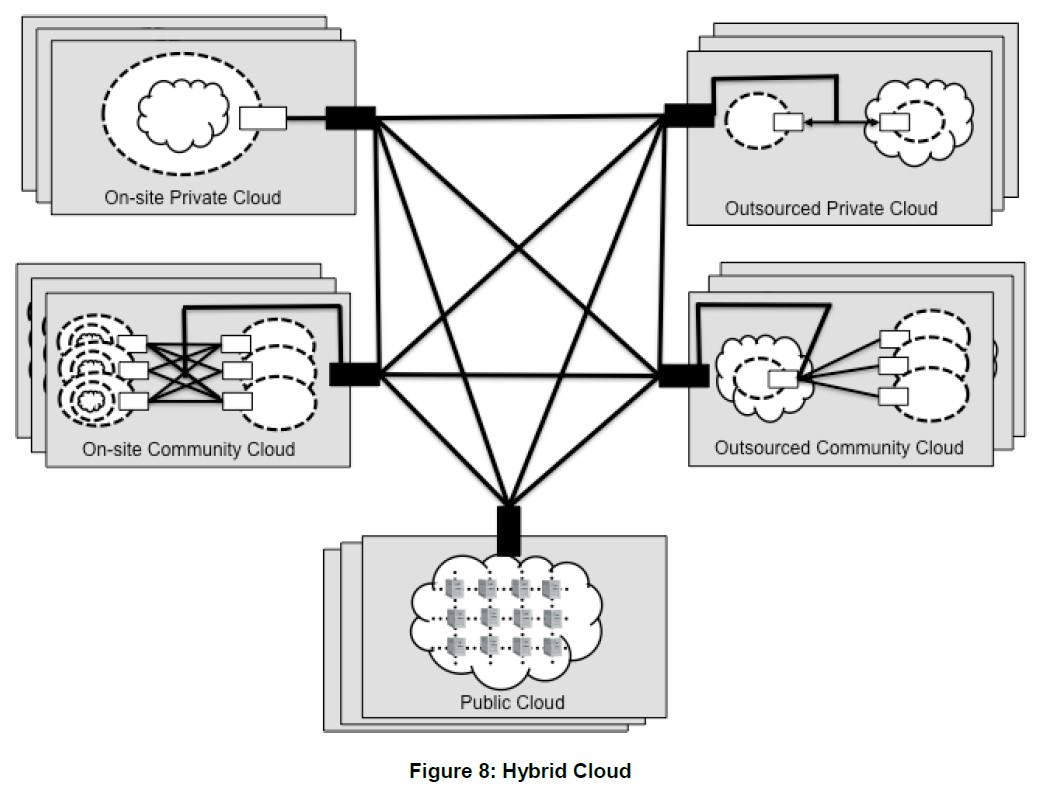 On-site Private Cloud
Outsourced Private Cloud
On-site Community Cloud
Outsourced Community Cloud
Public Cloud
Figure 8: Hybrid Cloud